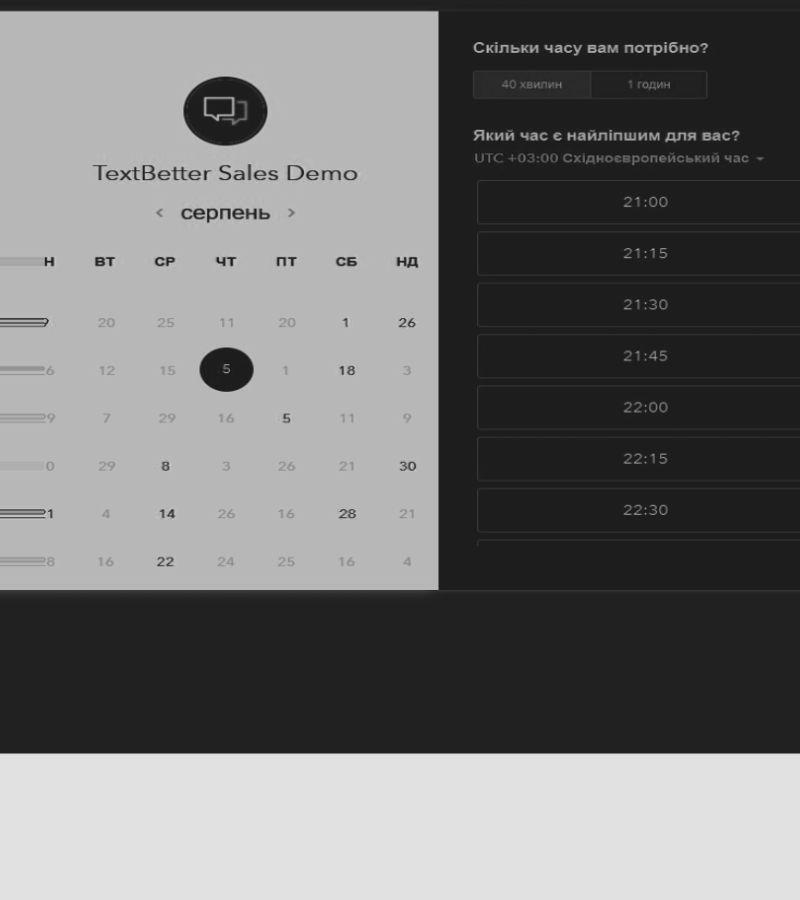 TextBetter Sales Demo
< серпень >
Н ВТ СР ЧТ ПТ СБ НД
9 20 25 11 20 1 26
6 12 15 5 1 18 3
9 7 29 16 5 11 9
0 29 8 3 26 21 30
1 4 14 26 16 28 21
8 16 22 24 25 16 4
Скільки часу вам потрібно?
40 хвилин 1 годин
Який час є найліпшим для вас?
UTC +03:00 Східноєвропейський час
21:00
21:15
21:30
21:45
22:00
22:15
22:30